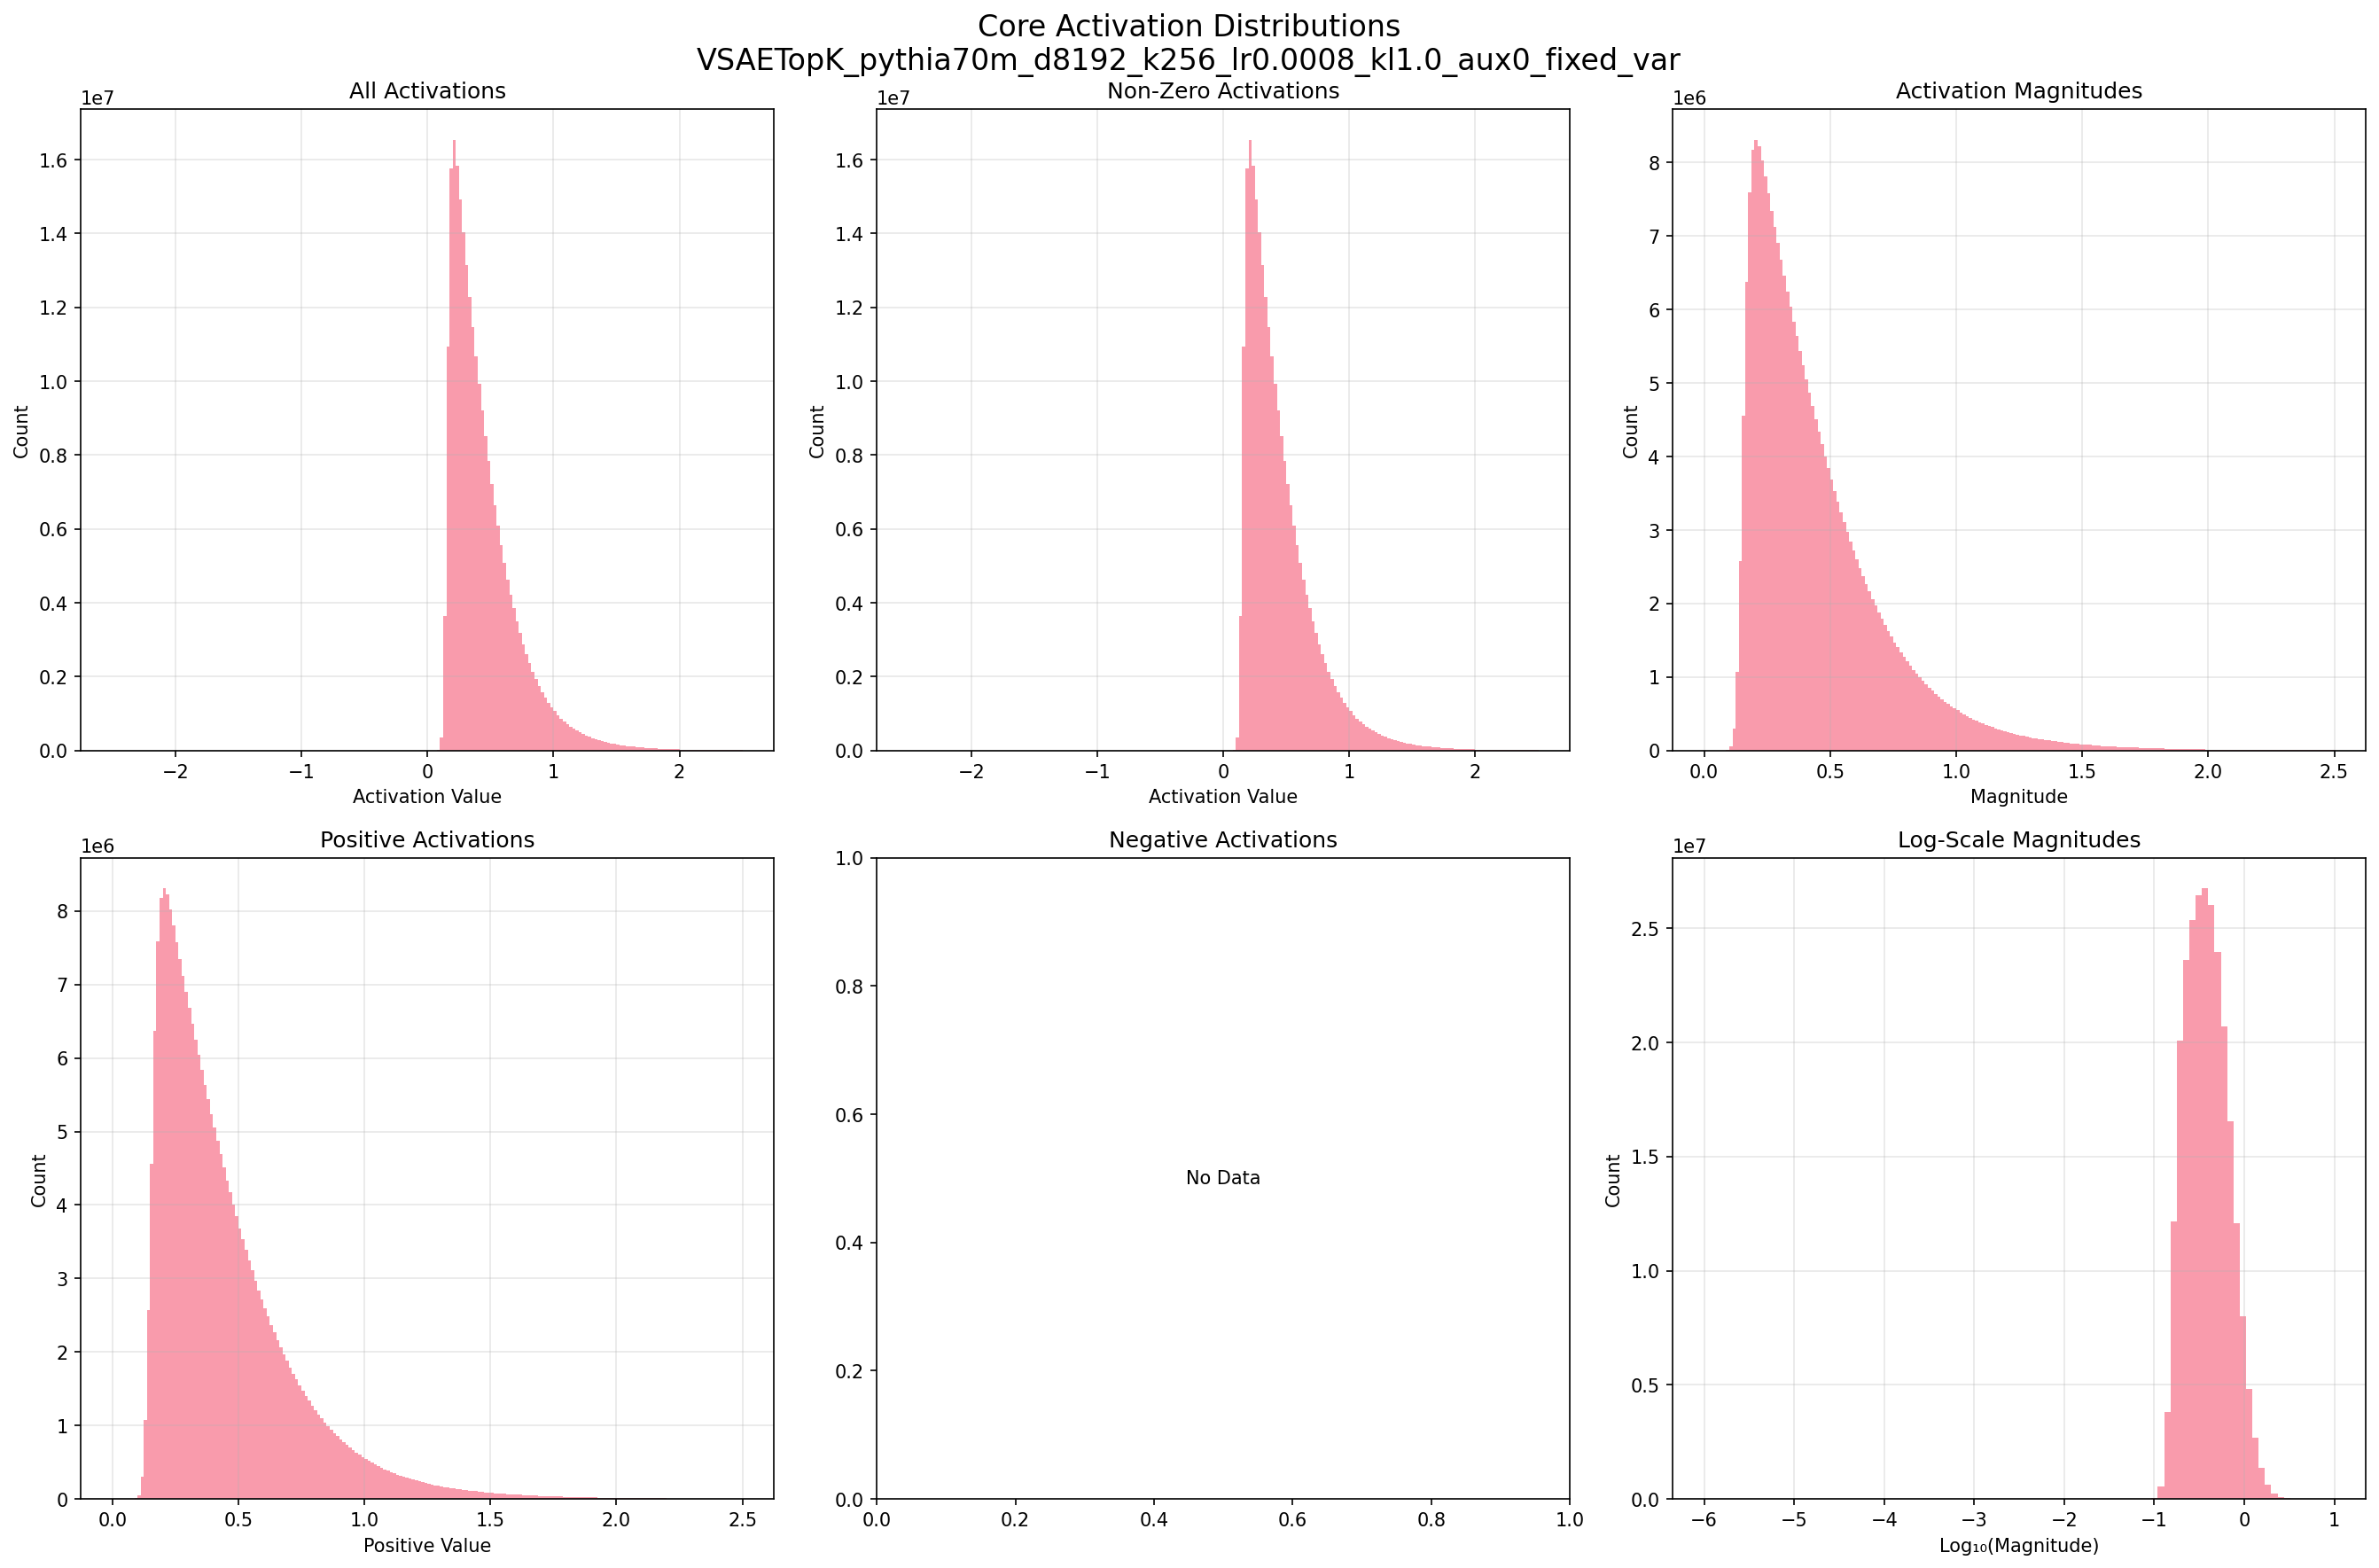 Core Activation Distributions
VSAETopK_pythia70m_d8192_k256_lr0.0008_kl1.0_aux0_fixed_var
All Activations
1e7
1.6
1.4
1.2
1.0
0.8
0.6
0.4
0.2
0.0
Count
−2 −1 0 1 2
Activation Value
Non-Zero Activations
1e7
1.6
1.4
1.2
1.0
0.8
0.6
0.4
0.2
0.0
Count
−2 −1 0 1 2
Activation Value
Activation Magnitudes
1e6
8
7
6
5
4
3
2
1
0
Count
0.0 0.5 1.0 1.5 2.0 2.5
Magnitude
Positive Activations
1e6
8
7
6
5
4
3
2
1
0
Count
0.0 0.5 1.0 1.5 2.0 2.5
Positive Value
Negative Activations
1.0
0.8
0.6
0.4
0.2
0.0
No Data
0.0 0.2 0.4 0.6 0.8 1.0
Log-Scale Magnitudes
1e7
2.5
2.0
1.5
1.0
0.5
0.0
Count
−6 −5 −4 −3 −2 −1 0 1
Log₁₀(Magnitude)